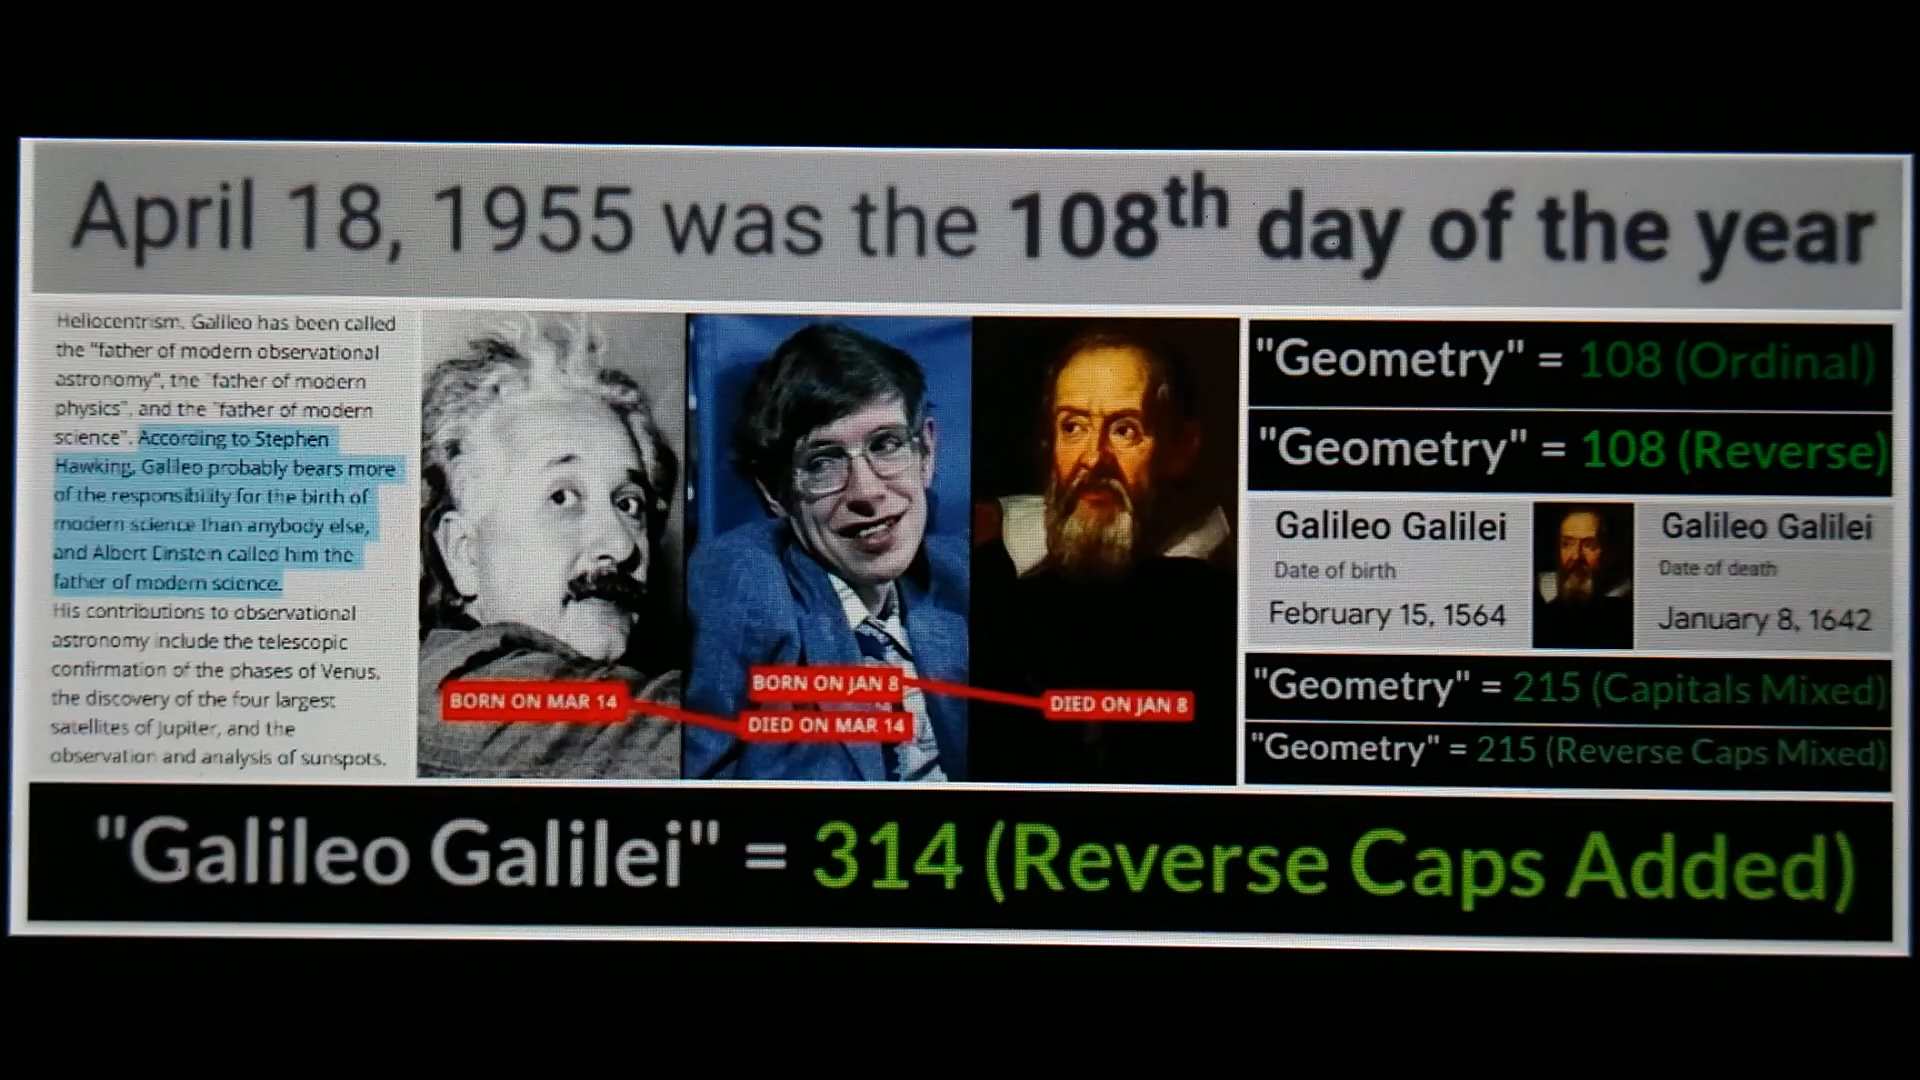 April 18, 1955 was the 108th day of the year
Heliocentrism. Galileo has been called
the "father of modern observational
astronomy", the "father of modern
physics", and the "father of modern
science". According to Stephen
Hawking, Galileo probably bears more
of the responsibility for the birth of
modern science than anybody else,
and Albert Einstein called him the
father of modern science.
His contributions to observational
astronomy include the telescopic
confirmation of the phases of Venus,
the discovery of the four largest
satellites of Jupiter, and the
observation and analysis of sunspots.
BORN ON MAR 14
BORN ON JAN 8
DIED ON MAR 14
DIED ON JAN 8
"Geometry" = 108 (Ordinal)
"Geometry" = 108 (Reverse)
Galileo Galilei
Date of birth
February 15, 1564
Galileo Galilei
Date of death
January 8, 1642
"Geometry" = 215 (Capitals Mixed)
"Geometry" = 215 (Reverse Caps Mixed)
"Galileo Galilei" = 314 (Reverse Caps Added)